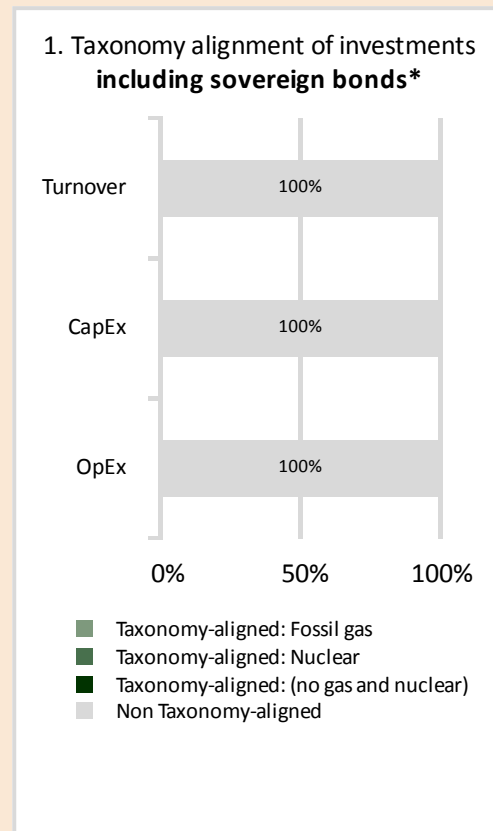 1. Taxonomy alignment of investments
including sovereign bonds*
Turnover
100%
CapEx
100%
OpEx
100%
0% 50% 100%
Taxonomy-aligned: Fossil gas
Taxonomy-aligned: Nuclear
Taxonomy-aligned: (no gas and nuclear)
Non Taxonomy-aligned